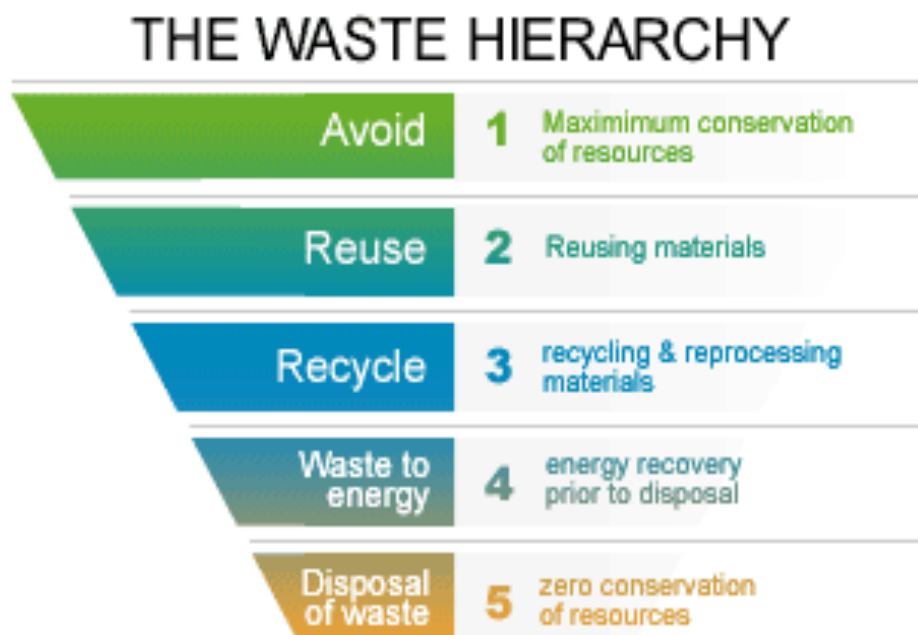 THE WASTE HIERARCHY
Avoid
1
Maximimum conservation
of resources
Reuse
2
Reusing materials
Recycle
3
recycling & reprocessing
materials
Waste to
energy
4
energy recovery
prior to disposal
Disposal
of waste
5
zero conservation
of resources